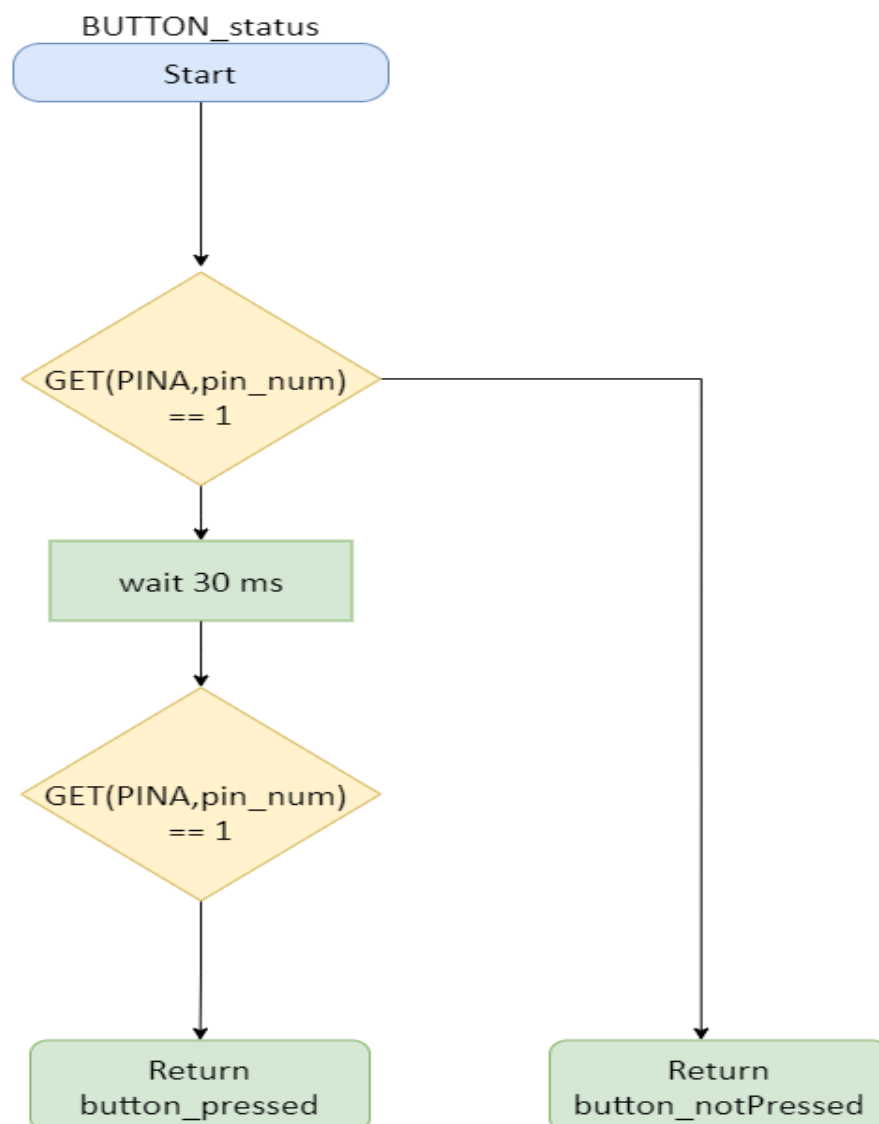 BUTTON_status
Start
GET(PINA,pin_num)
== 1
wait 30 ms
GET(PINA,pin_num)
== 1
Return
button_pressed
Return
button_notPressed